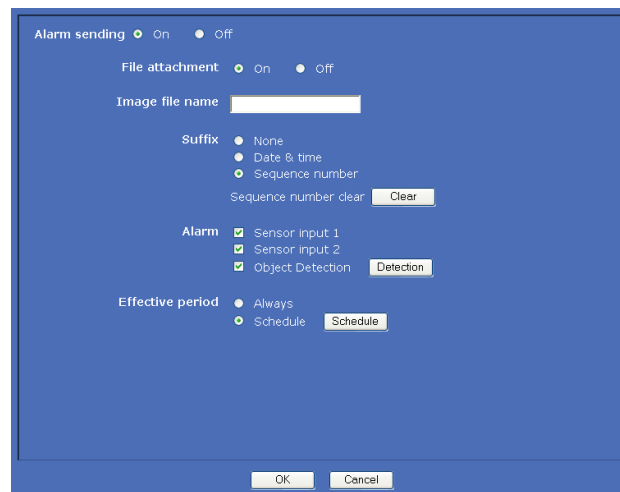 Alarm sending On Off
File attachment On Off
Image file name
Suffix None
Date & time
Sequence number
Sequence number clear Clear
Alarm Sensor input 1
Sensor input 2
Object Detection Detection
Effective period Always
Schedule Schedule
OK Cancel